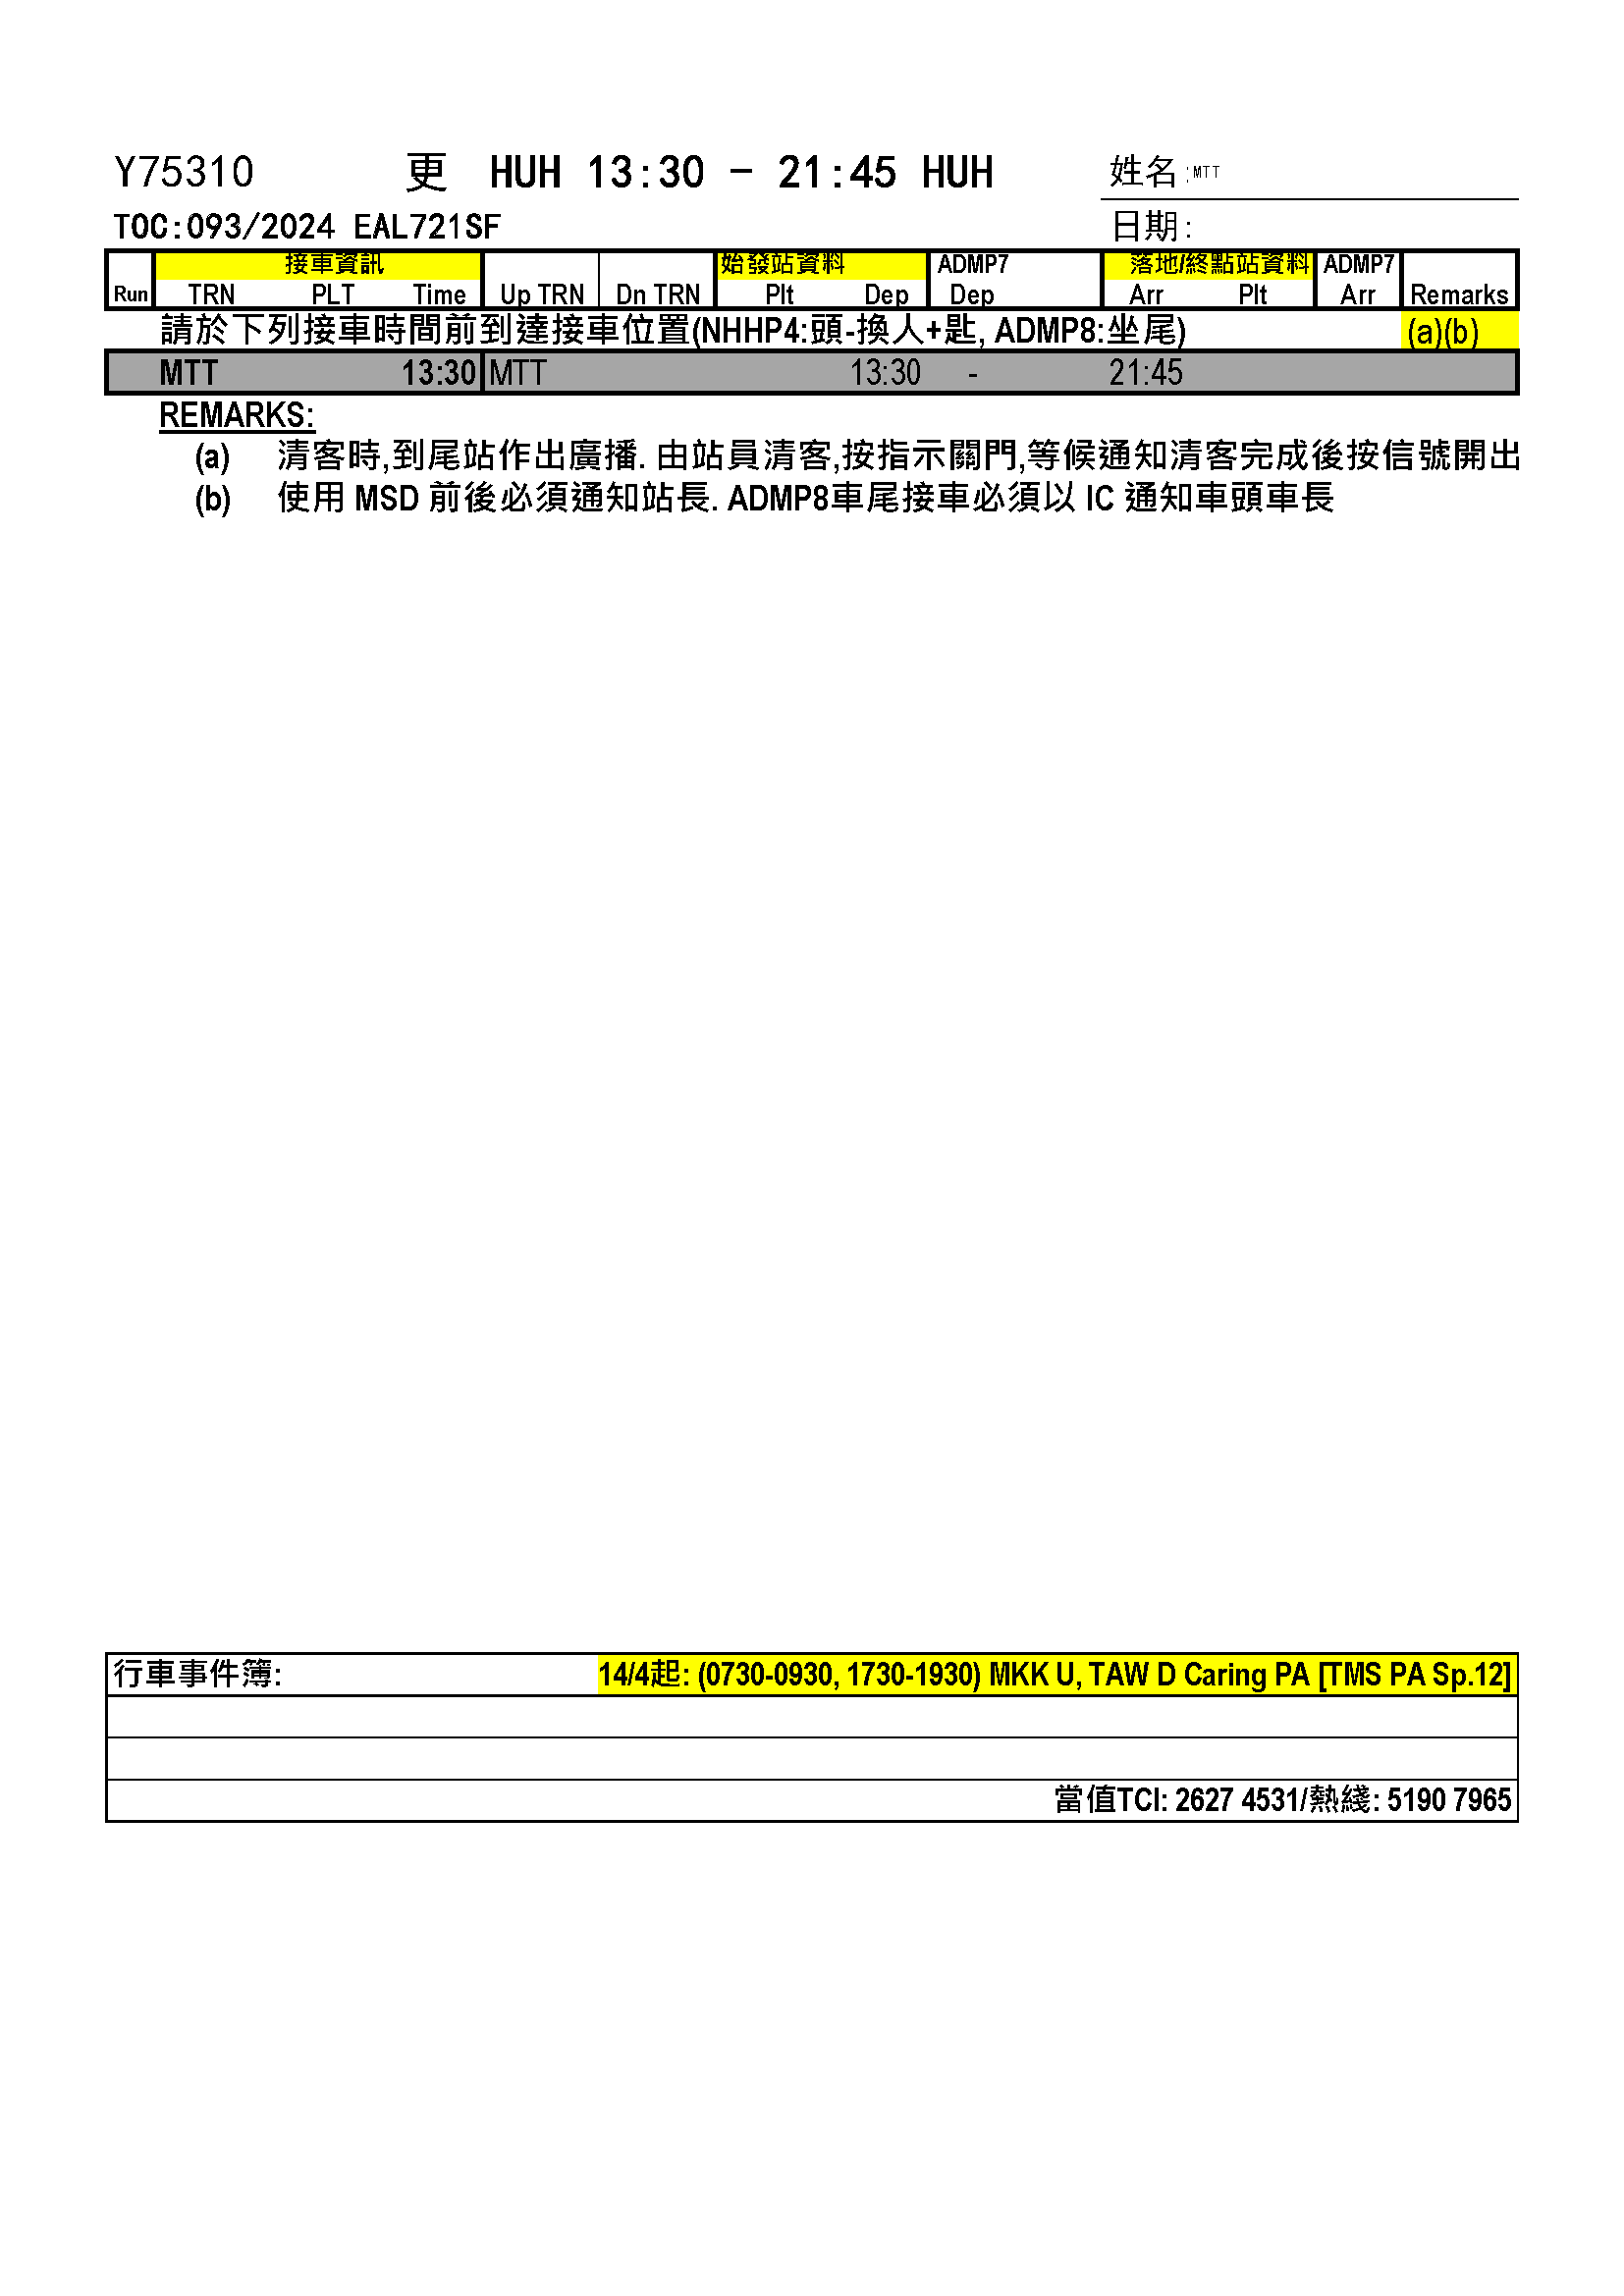 Y75310 更 HUH 13:30 - 21:45 HUH 姓名:MTT
TOC:093/2024 EAL721SF 日期:
接車資訊 始發站資料 ADMP7 落地/終點站資料 ADMP7
Run TRN PLT Time Up TRN Dn TRN Plt Dep Dep Arr Plt Arr Remarks
請於下列接車時間前到達接車位置(NHHP4:頭-換人+匙, ADMP8:坐尾) (a)(b)
MTT 13:30 MTT 13:30 - 21:45
REMARKS:
(a) 清客時,到尾站作出廣播. 由站員清客,按指示關門,等候通知清客完成後按信號開出
(b) 使用 MSD 前後必須通知站長. ADMP8車尾接車必須以 IC 通知車頭車長
行車事件簿: 14/4起: (0730-0930, 1730-1930) MKK U, TAW D Caring PA [TMS PA Sp.12]
當值TCI: 2627 4531/熱綫: 5190 7965